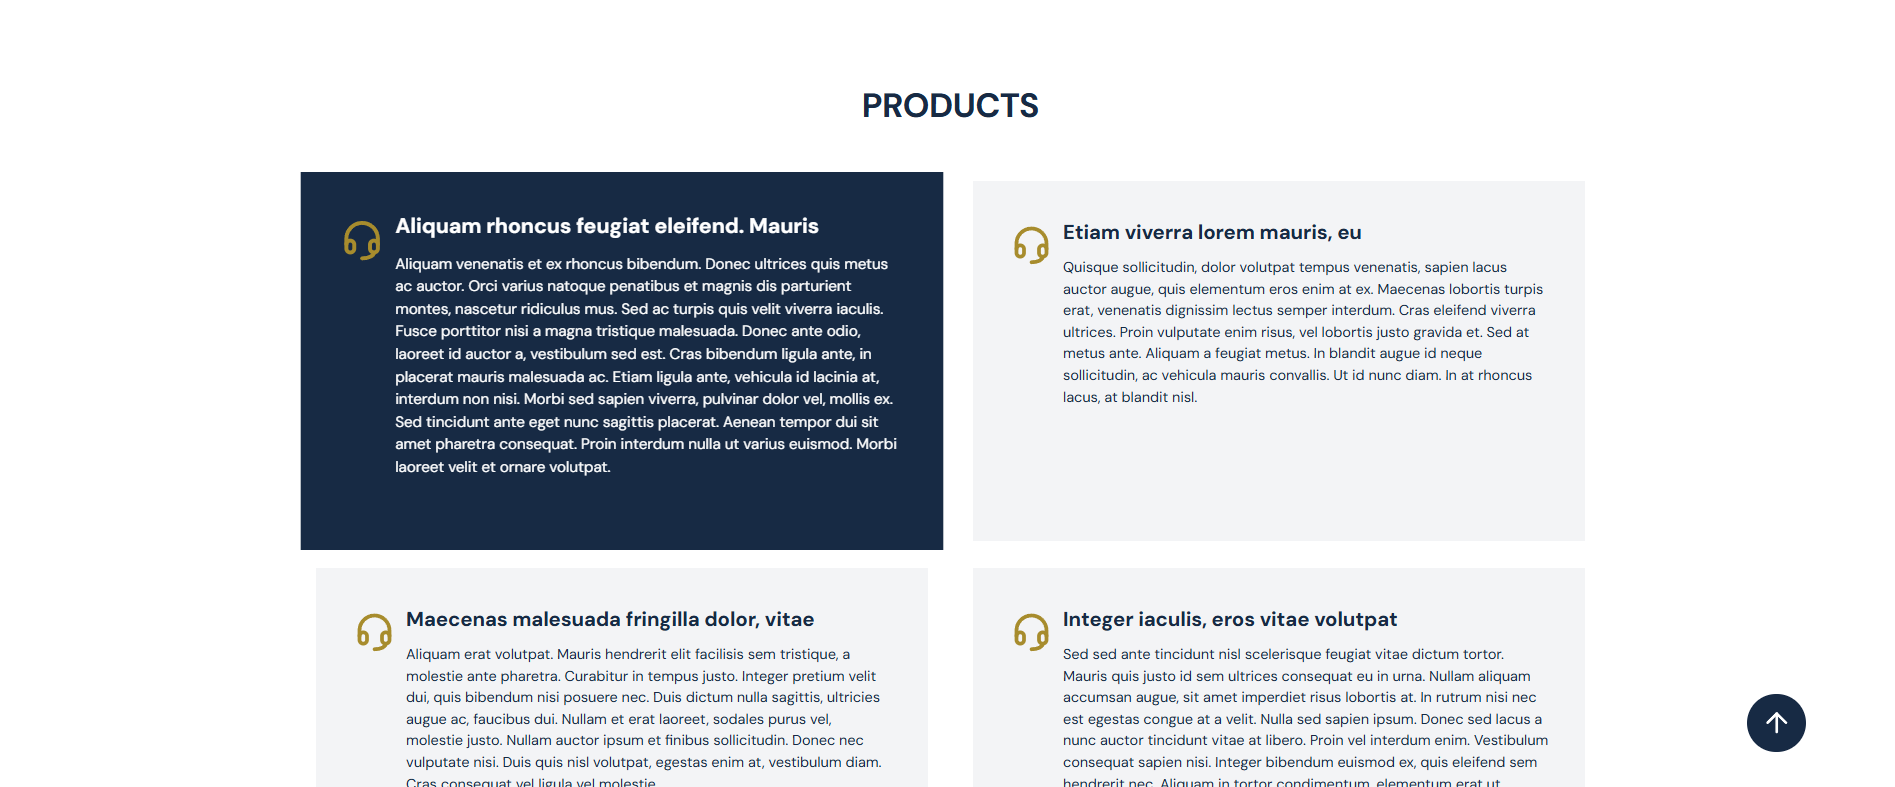 PRODUCTS
Aliquam rhoncus feugiat eleifend. Mauris
Aliquam venenatis et ex rhoncus bibendum. Donec ultrices quis metus
ac auctor. Orci varius natoque penatibus et magnis dis parturient
montes, nascetur ridiculus mus. Sed ac turpis quis velit viverra iaculis.
Fusce porttitor nisi a magna tristique malesuada. Donec ante odio,
laoreet id auctor a, vestibulum sed est. Cras bibendum ligula ante, in
placerat mauris malesuada ac. Etiam ligula ante, vehicula id lacinia at,
interdum non nisi. Morbi sed sapien viverra, pulvinar dolor vel, mollis ex.
Sed tincidunt ante eget nunc sagittis placerat. Aenean tempor dui sit
amet pharetra consequat. Proin interdum nulla ut varius euismod. Morbi
laoreet velit et ornare volutpat.
Etiam viverra lorem mauris, eu
Quisque sollicitudin, dolor volutpat tempus venenatis, sapien lacus
auctor augue, quis elementum eros enim at ex. Maecenas lobortis turpis
erat, venenatis dignissim lectus semper interdum. Cras eleifend viverra
ultrices. Proin vulputate enim risus, vel lobortis justo gravida et. Sed at
metus ante. Aliquam a feugiat metus. In blandit augue id neque
sollicitudin, ac vehicula mauris convallis. Ut id nunc diam. In at rhoncus
lacus, at blandit nisl.
Maecenas malesuada fringilla dolor, vitae
Aliquam erat volutpat. Mauris hendrerit elit facilisis sem tristique, a
molestie ante pharetra. Curabitur in tempus justo. Integer pretium velit
dui, quis bibendum nisi posuere nec. Duis dictum nulla sagittis, ultricies
augue ac, faucibus dui. Nullam et erat laoreet, sodales purus vel,
molestie justo. Nullam auctor ipsum et finibus sollicitudin. Donec nec
vulputate nisi. Duis quis nisl volutpat, egestas enim at, vestibulum diam.
Cras consequat vel ligula vel molestie.
Integer iaculis, eros vitae volutpat
Sed sed ante tincidunt nisl scelerisque feugiat vitae dictum tortor.
Mauris quis justo id sem ultrices consequat eu in urna. Nullam aliquam
accumsan augue, sit amet imperdiet risus lobortis at. In rutrum nisi nec
est egestas congue at a velit. Nulla sed sapien ipsum. Donec sed lacus a
nunc auctor tincidunt vitae at libero. Proin vel interdum enim. Vestibulum
consequat sapien nisi. Integer bibendum euismod ex, quis eleifend sem
hendrerit nec. Aliquam in tortor condimentum, elementum erat ut